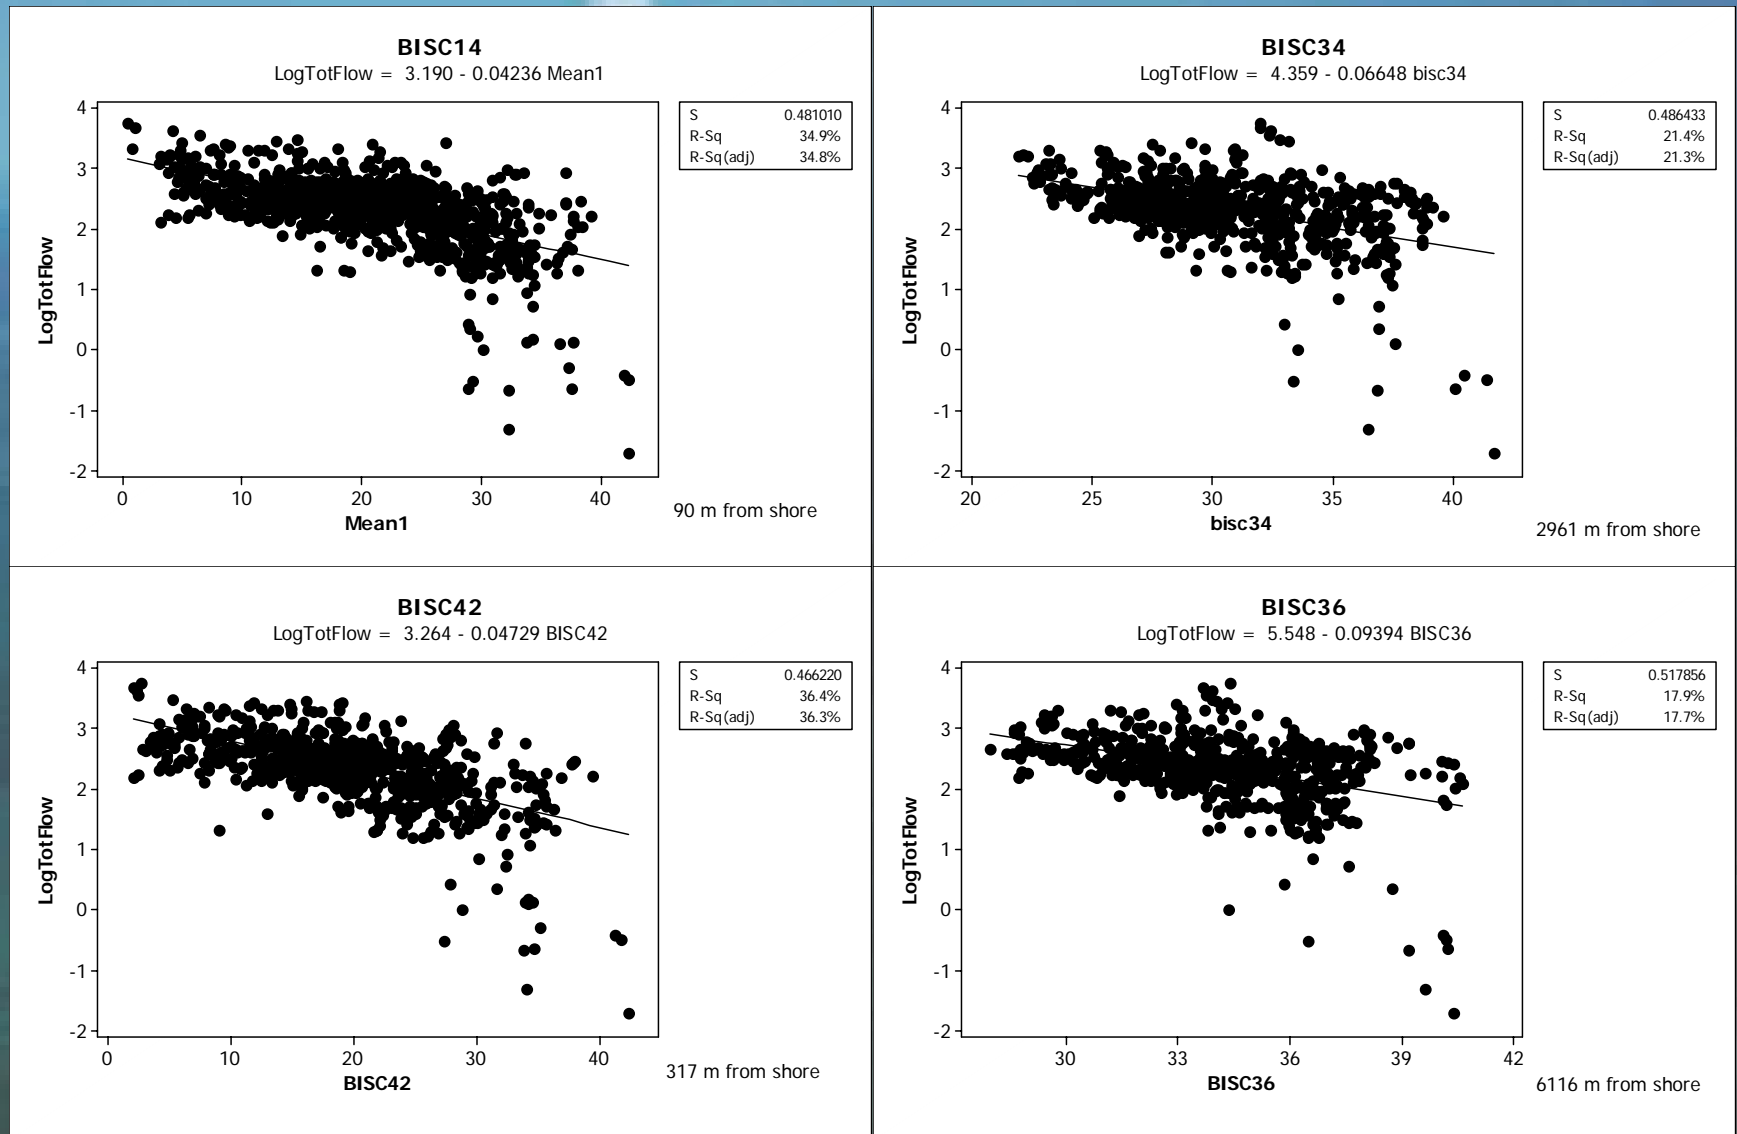 BISC14
LogTotFlow = 3.190 - 0.04236 Mean1
S 0.481010
R-Sq 34.9%
R-Sq(adj) 34.8%
4
3
2
1
0
-1
-2
LogTotFlow
0 10 20 30 40
Mean1
90 m from shore
BISC34
LogTotFlow = 4.359 - 0.06648 bisc34
S 0.486433
R-Sq 21.4%
R-Sq(adj) 21.3%
4
3
2
1
0
-1
-2
LogTotFlow
20 25 30 35 40
bisc34
2961 m from shore
BISC42
LogTotFlow = 3.264 - 0.04729 BISC42
S 0.466220
R-Sq 36.4%
R-Sq(adj) 36.3%
4
3
2
1
0
-1
-2
LogTotFlow
0 10 20 30 40
BISC42
317 m from shore
BISC36
LogTotFlow = 5.548 - 0.09394 BISC36
S 0.517856
R-Sq 17.9%
R-Sq(adj) 17.7%
4
3
2
1
0
-1
-2
LogTotFlow
30 33 36 39 42
BISC36
6116 m from shore